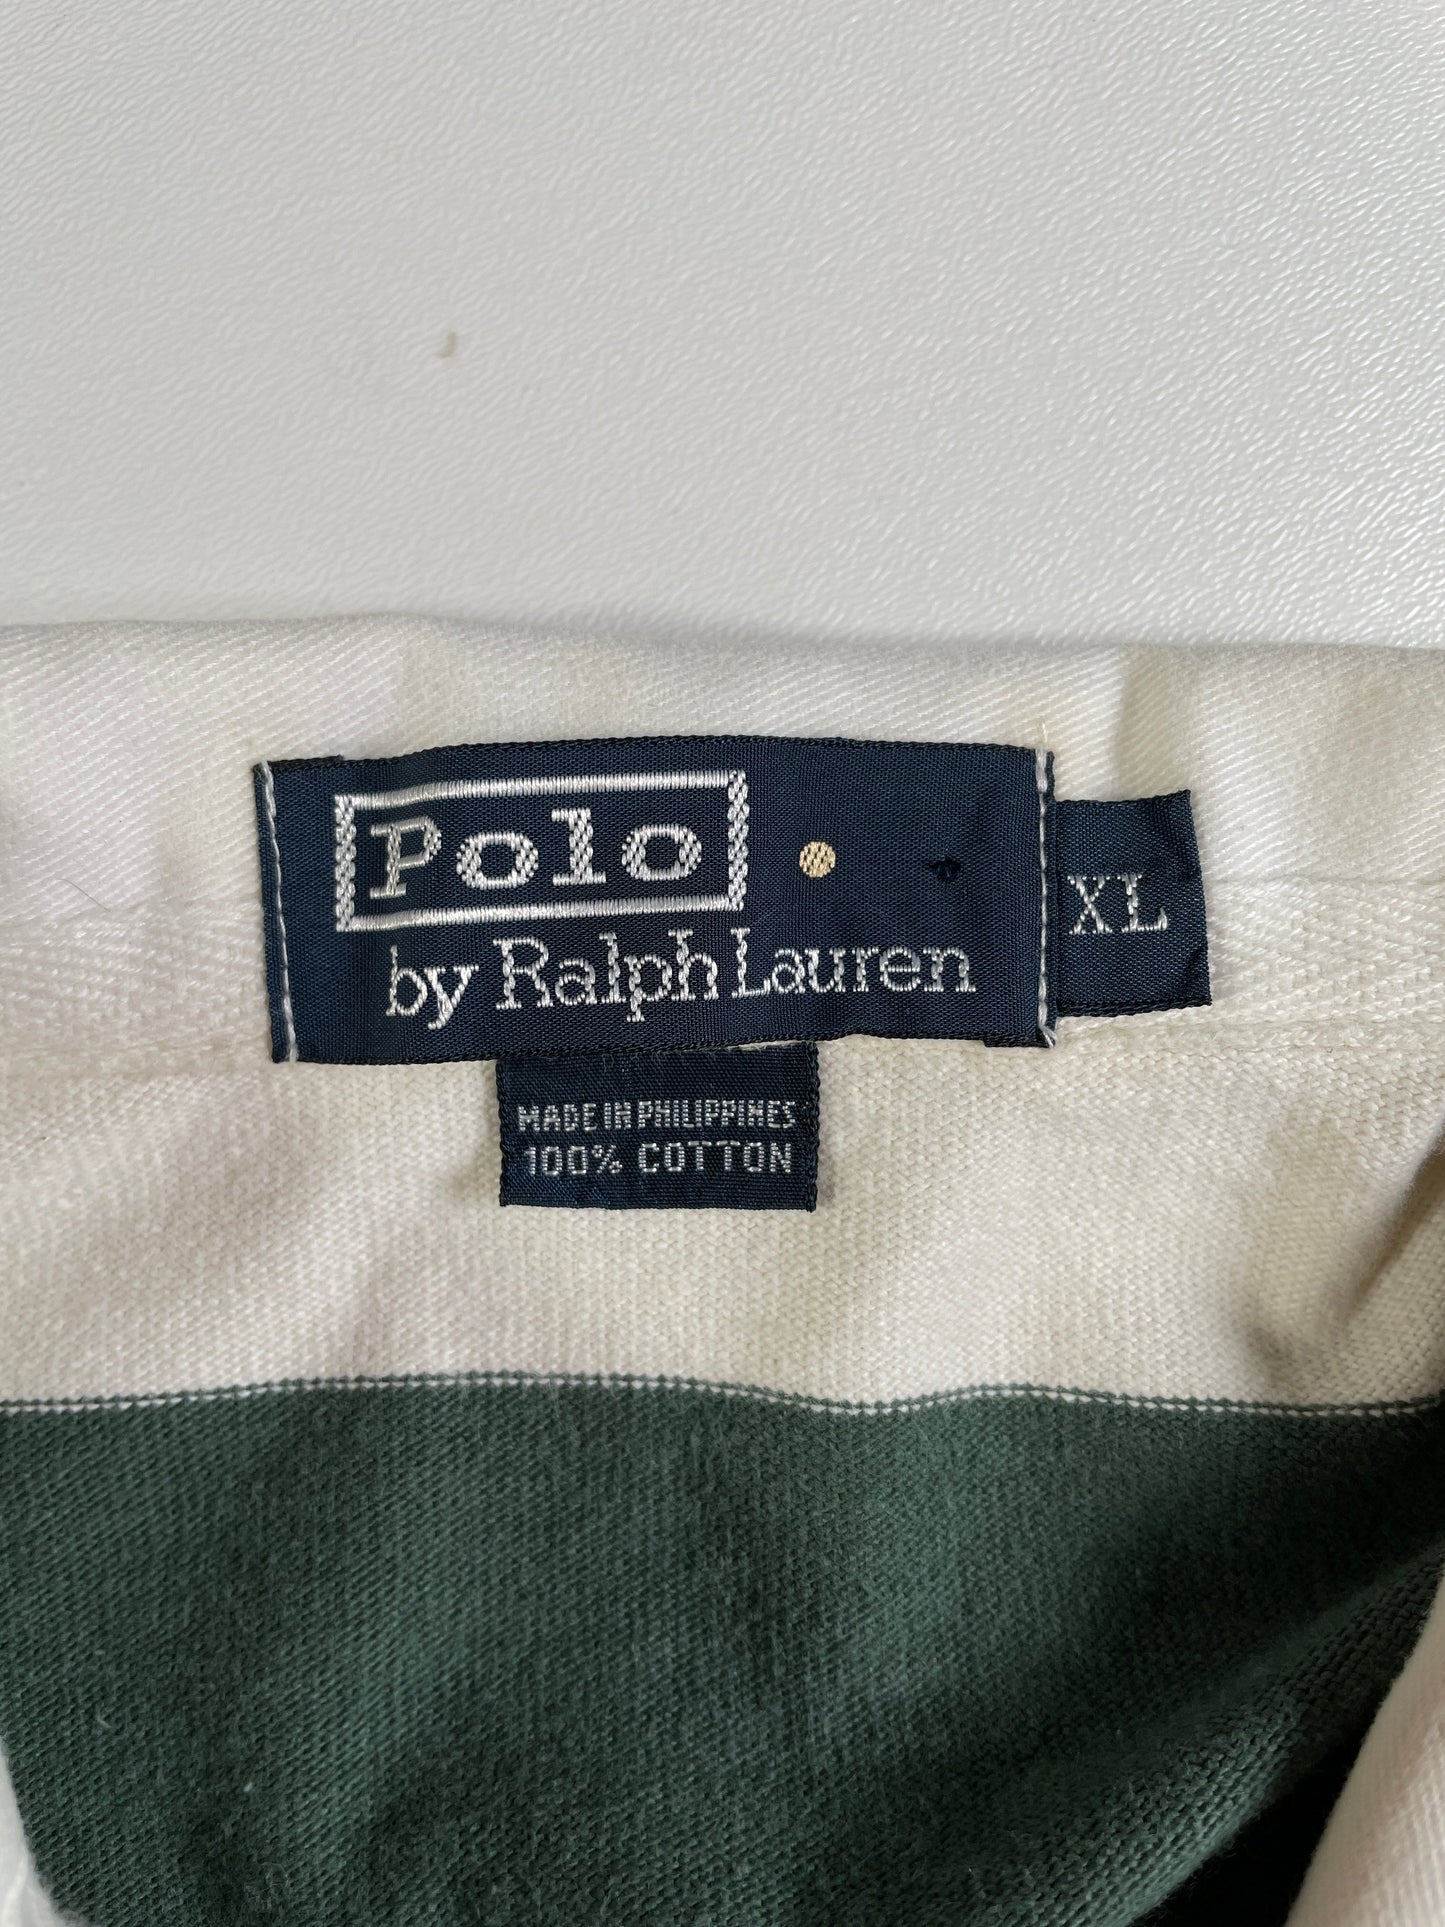 Polo
by Ralph Lauren
XL
MADE IN PHILIPPINES
100% COTTON